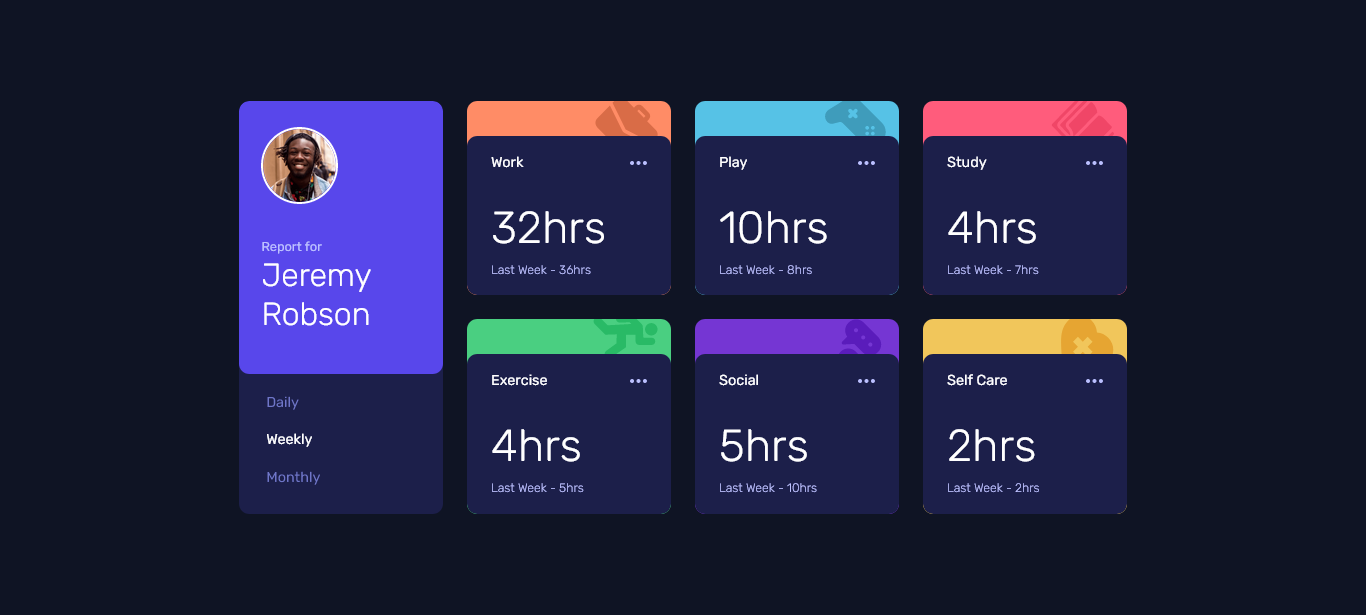 Report for
Jeremy
Robson
Daily
Weekly
Monthly
Work
32hrs
Last Week - 36hrs
Play
10hrs
Last Week - 8hrs
Study
4hrs
Last Week - 7hrs
Exercise
4hrs
Last Week - 5hrs
Social
5hrs
Last Week - 10hrs
Self Care
2hrs
Last Week - 2hrs